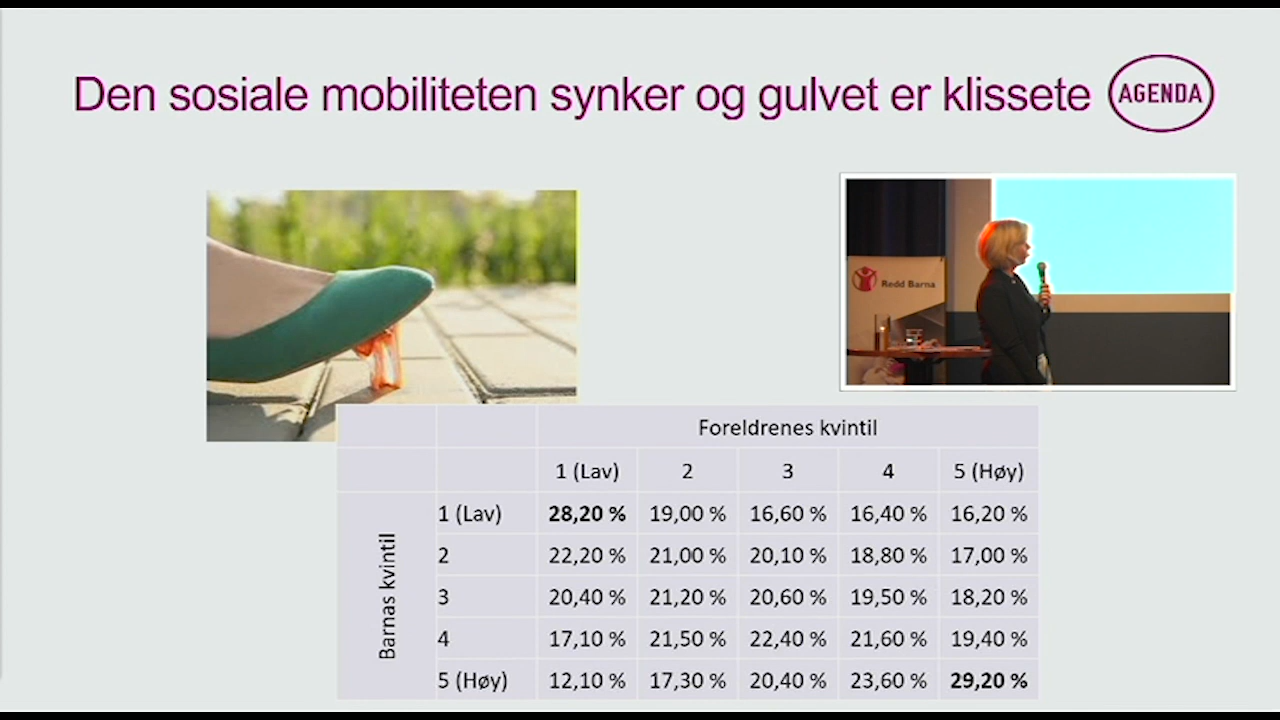 Den sosiale mobiliteten synker og gulvet er klissete
AGENDA
Redd Barna
Foreldrenes kvintil
1 (Lav) 2 3 4 5 (Høy)
Barnas kvintil
1 (Lav) 28,20 % 19,00 % 16,60 % 16,40 % 16,20 %
2 22,20 % 21,00 % 20,10 % 18,80 % 17,00 %
3 20,40 % 21,20 % 20,60 % 19,50 % 18,20 %
4 17,10 % 21,50 % 22,40 % 21,60 % 19,40 %
5 (Høy) 12,10 % 17,30 % 20,40 % 23,60 % 29,20 %